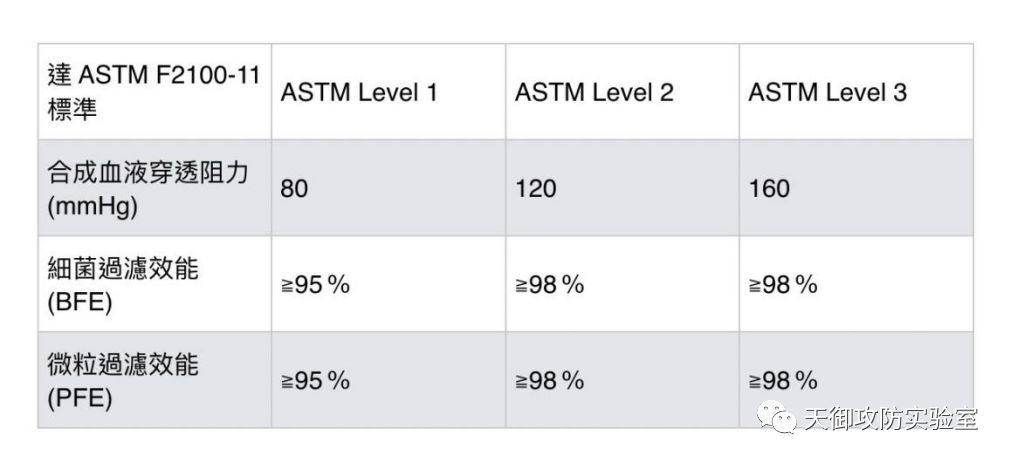 達 ASTM F2100-11
標準
ASTM Level 1
ASTM Level 2
ASTM Level 3
合成血液穿透阻力
(mmHg)
80
120
160
細菌過濾效能
(BFE)
≧95 %
≧98 %
≧98 %
微粒過濾效能
(PFE)
≧95 %
≧98 %
≧98 %
天御攻防实验室